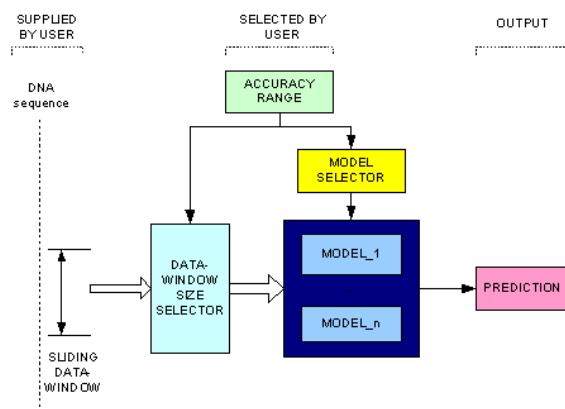 SUPPLIED
BY USER
SELECTED BY
USER
OUTPUT
DNA
sequence
ACCURACY
RANGE
MODEL
SELECTOR
DATA-
WINDOW
SIZE
SELECTOR
MODEL_1
MODEL_n
PREDICTION
SLIDING
DATA-
WINDOW